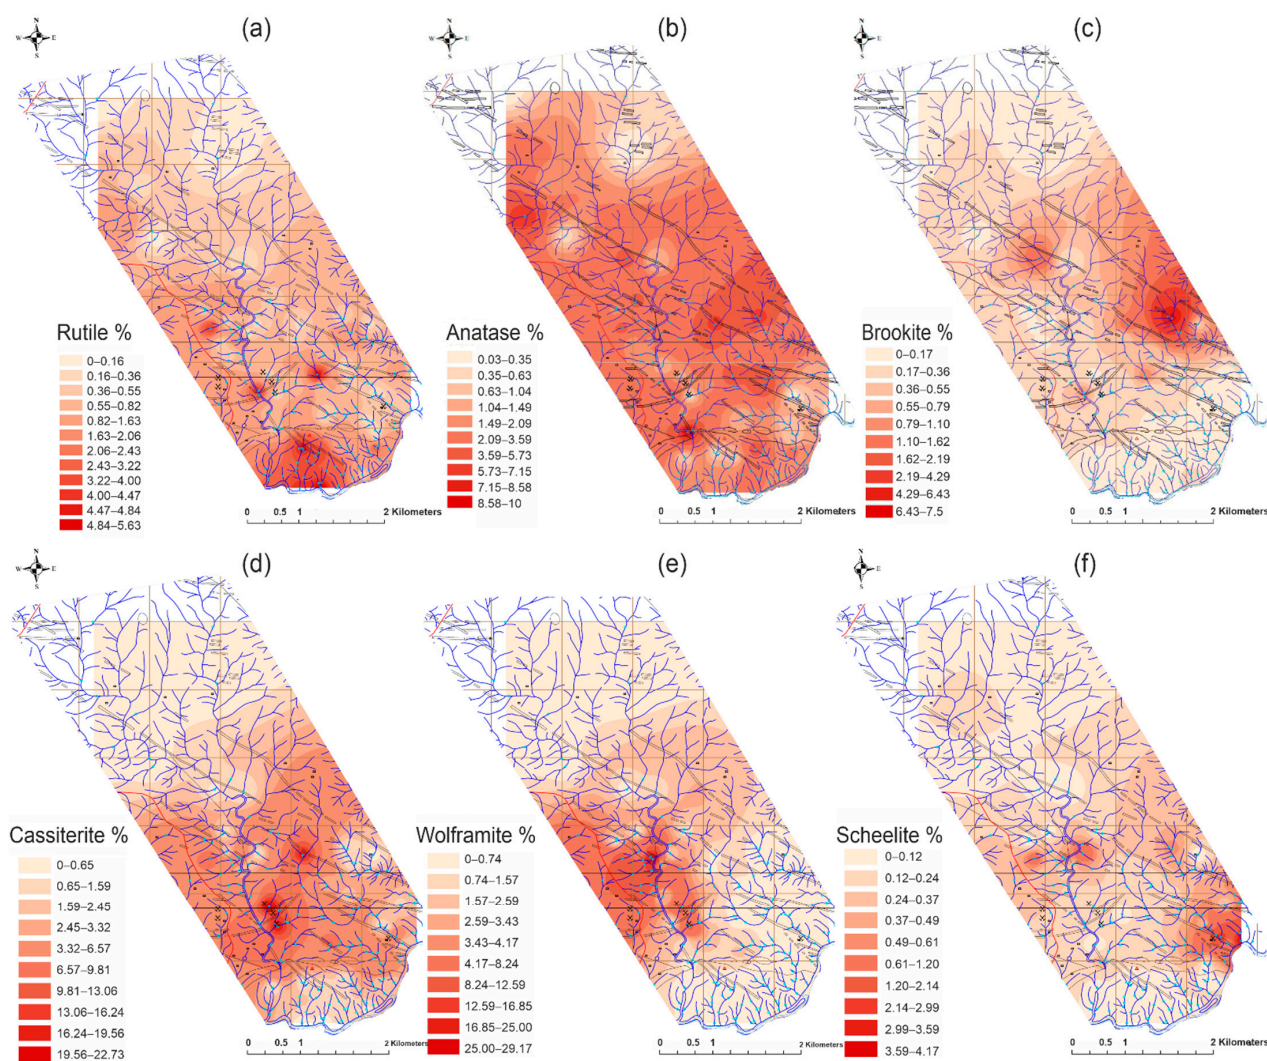 (a)
N
W E
S
Rutile %
0–0.16
0.16–0.36
0.36–0.55
0.55–0.82
0.82–1.63
1.63–2.06
2.06–2.43
2.43–3.22
3.22–4.00
4.00–4.47
4.47–4.84
4.84–5.63
0 0.5 1 2 Kilometers
(b)
N
W E
S
Anatase %
0.03–0.35
0.35–0.63
0.63–1.04
1.04–1.49
1.49–2.09
2.09–3.59
3.59–5.73
5.73–7.15
7.15–8.58
8.58–10
0 0.5 1 2 Kilometers
(c)
N
E
S
Brookite %
0–0.17
0.17–0.36
0.36–0.55
0.55–0.79
0.79–1.10
1.10–1.62
1.62–2.19
2.19–4.29
4.29–6.43
6.43–7.5
0 0.5 1 2 Kilometers
(d)
N
W E
S
Cassiterite %
0–0.65
0.65–1.59
1.59–2.45
2.45–3.32
3.32–6.57
6.57–9.81
9.81–13.06
13.06–16.24
16.24–19.56
19.56–22.73
0 0.5 1 2 Kilometers
(e)
N
W E
S
Wolframite %
0–0.74
0.74–1.57
1.57–2.59
2.59–3.43
3.43–4.17
4.17–8.24
8.24–12.59
12.59–16.85
16.85–25.00
25.00–29.17
0 0.5 1 2 Kilometers
(f)
N
E
S
Scheelite %
0–0.12
0.12–0.24
0.24–0.37
0.37–0.49
0.49–0.61
0.61–1.20
1.20–2.14
2.14–2.99
2.99–3.59
3.59–4.17
0 0.5 1 2 Kilometers